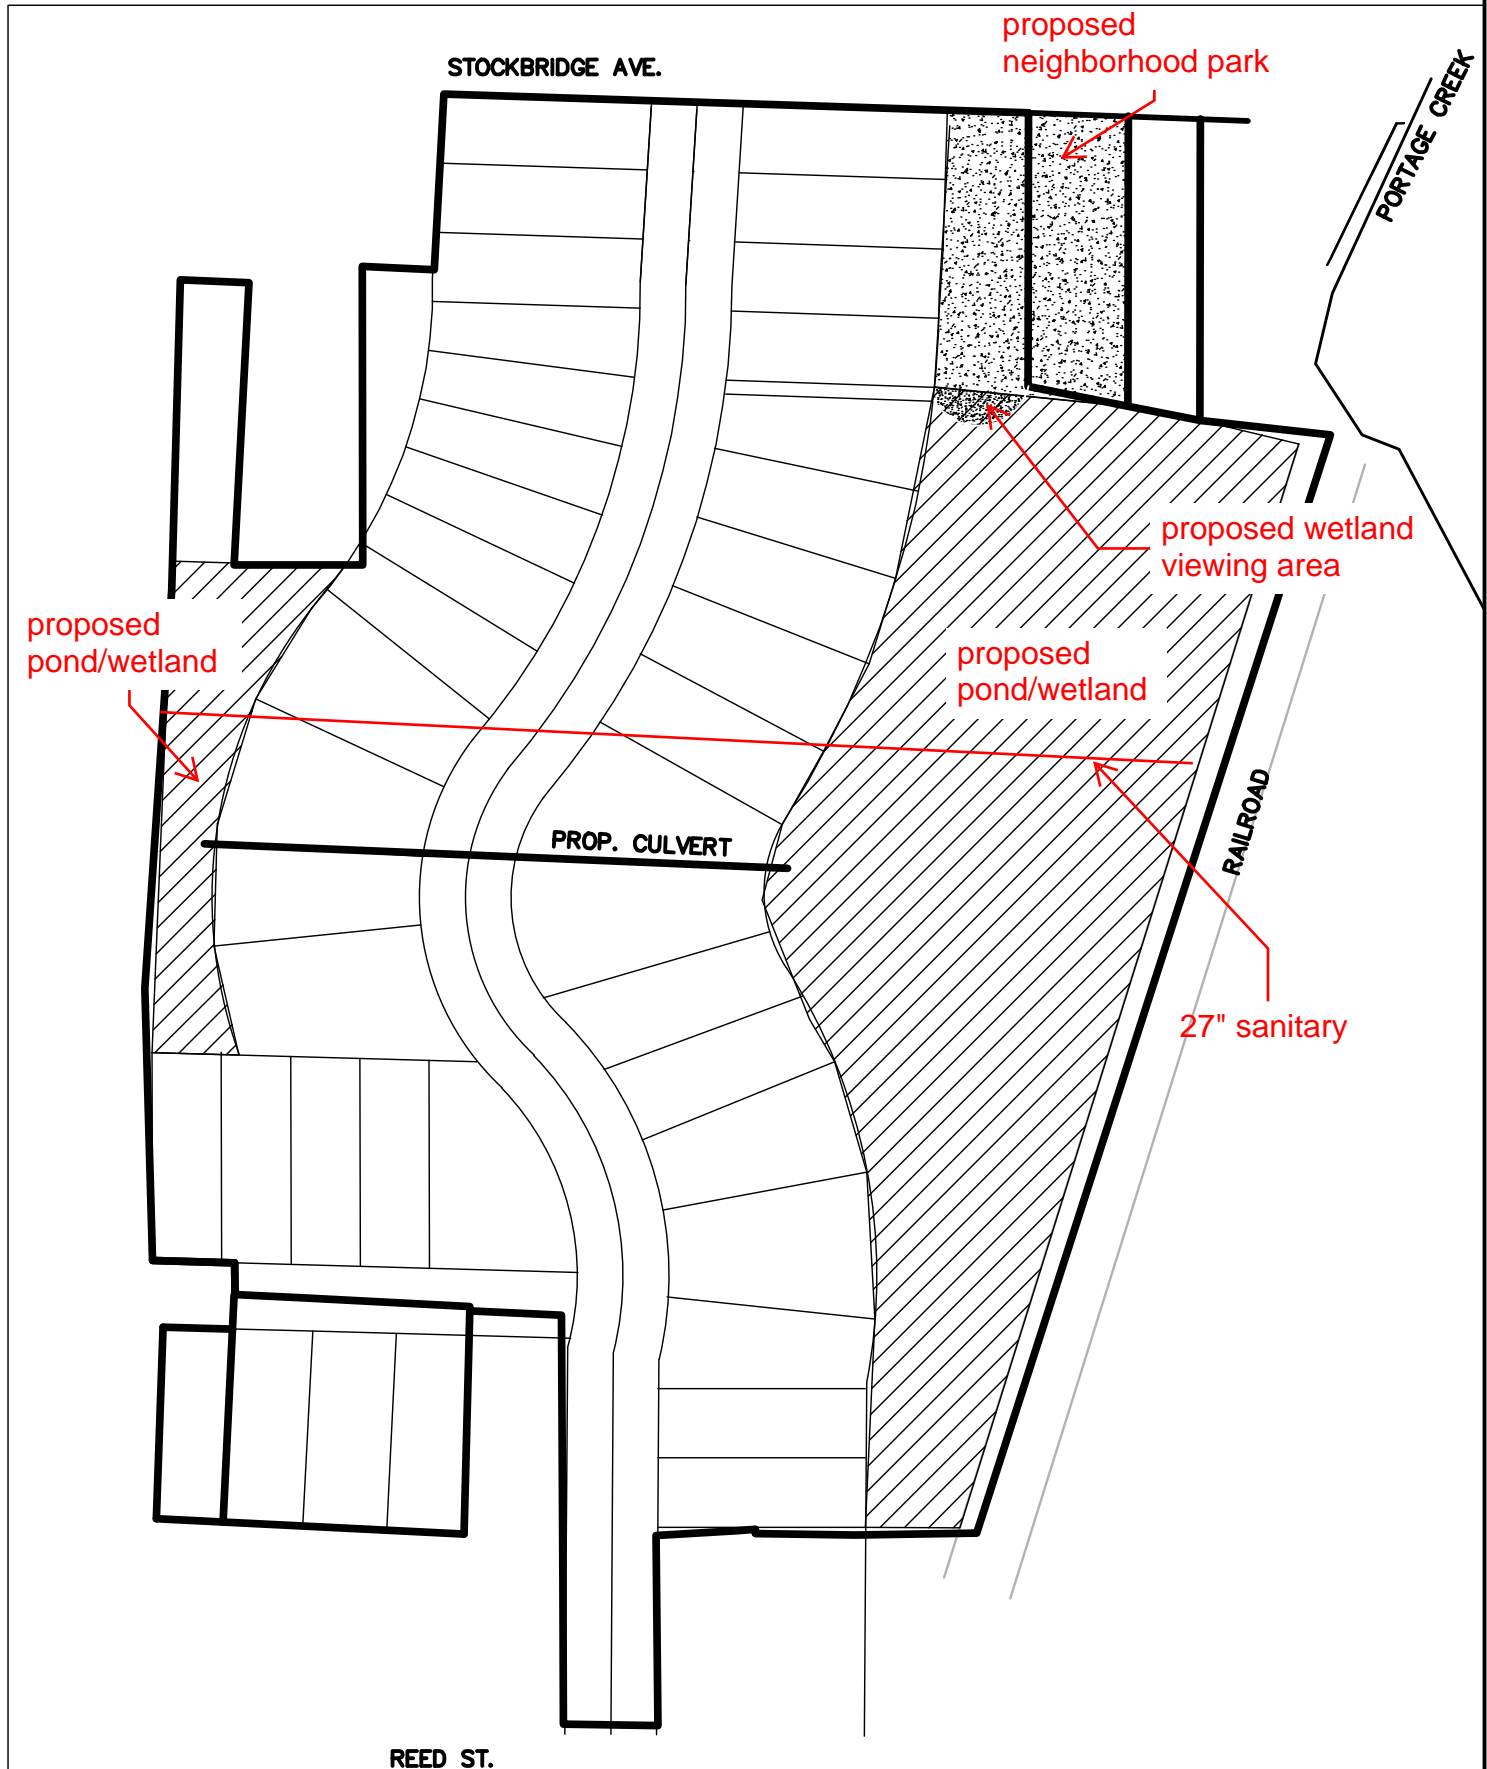 proposed
neighborhood park
STOCKBRIDGE AVE.
PORTAGE CREEK
proposed wetland
viewing area
proposed
pond/wetland
proposed
pond/wetland
RAILROAD
PROP. CULVERT
27" sanitary
REED ST.